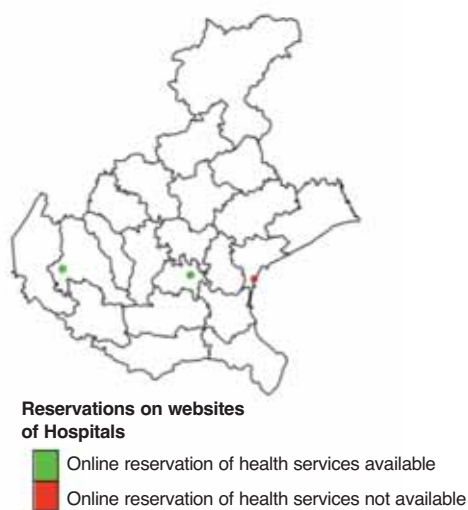 Reservations on websites
of Hospitals
Online reservation of health services available
Online reservation of health services not available